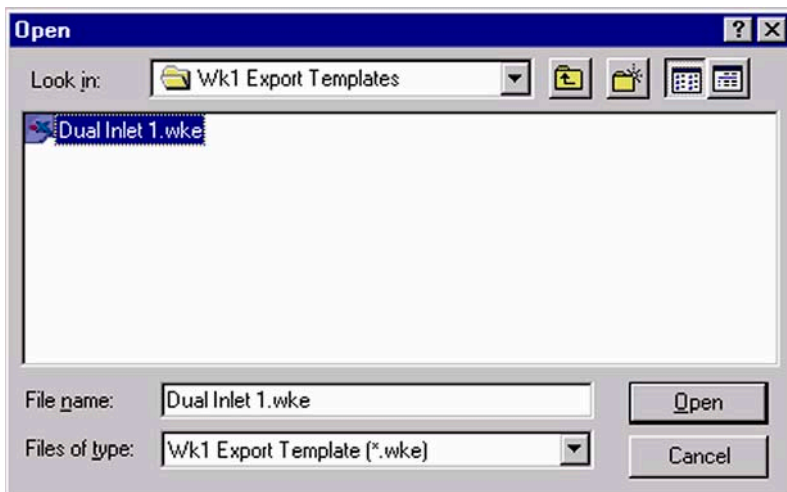 Open
Look in: Wk1 Export Templates
Dual Inlet 1.wke
File name: Dual Inlet 1.wke Open
Files of type: Wk1 Export Template (*.wke) Cancel